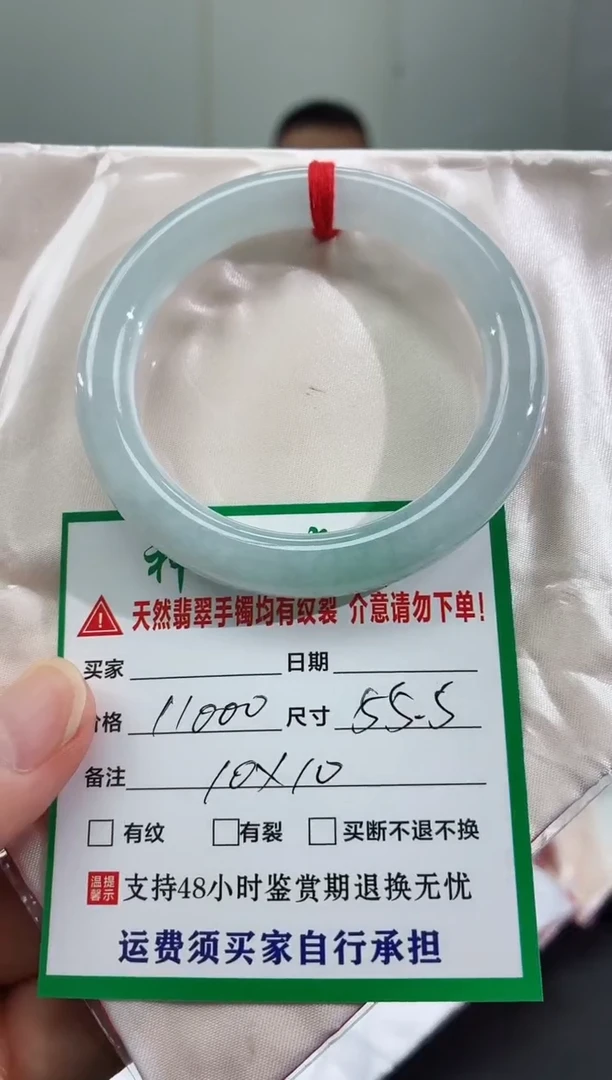 天然翡翠手镯均有纹裂 介意请勿下单!
买家 日期
价格 11000 尺寸 55.5
备注 10X10
□ 有纹 □ 有裂 □ 买断不退不换
温馨提示 支持48小时鉴赏期退换无忧
运费须买家自行承担